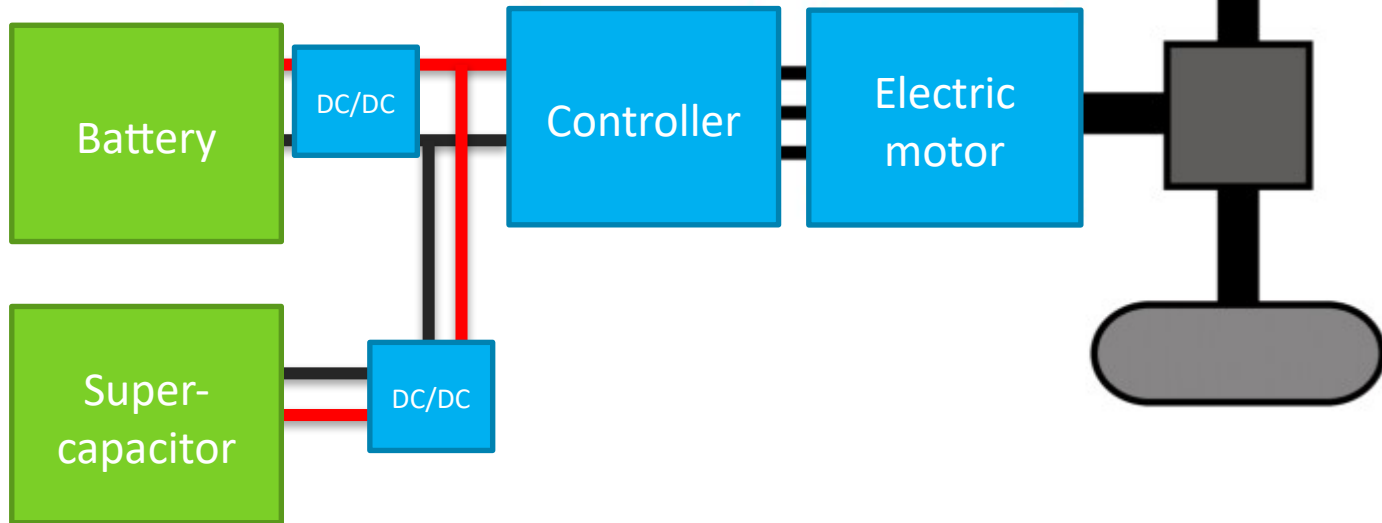 Battery
DC/DC
Controller
Electric
motor
Super-
capacitor
DC/DC